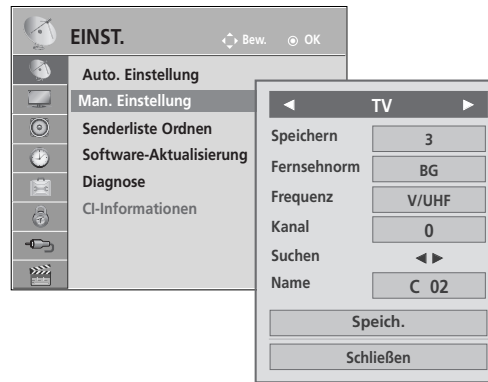 EINST.
Bew.
OK
Auto. Einstellung
Man. Einstellung
Senderliste Ordnen
Software-Aktualisierung
Diagnose
CI-Informationen
◄ TV ►
Speichern 3
Fernsehnorm BG
Frequenz V/UHF
Kanal 0
Suchen ◄ ►
Name C 02
Speich.
Schließen